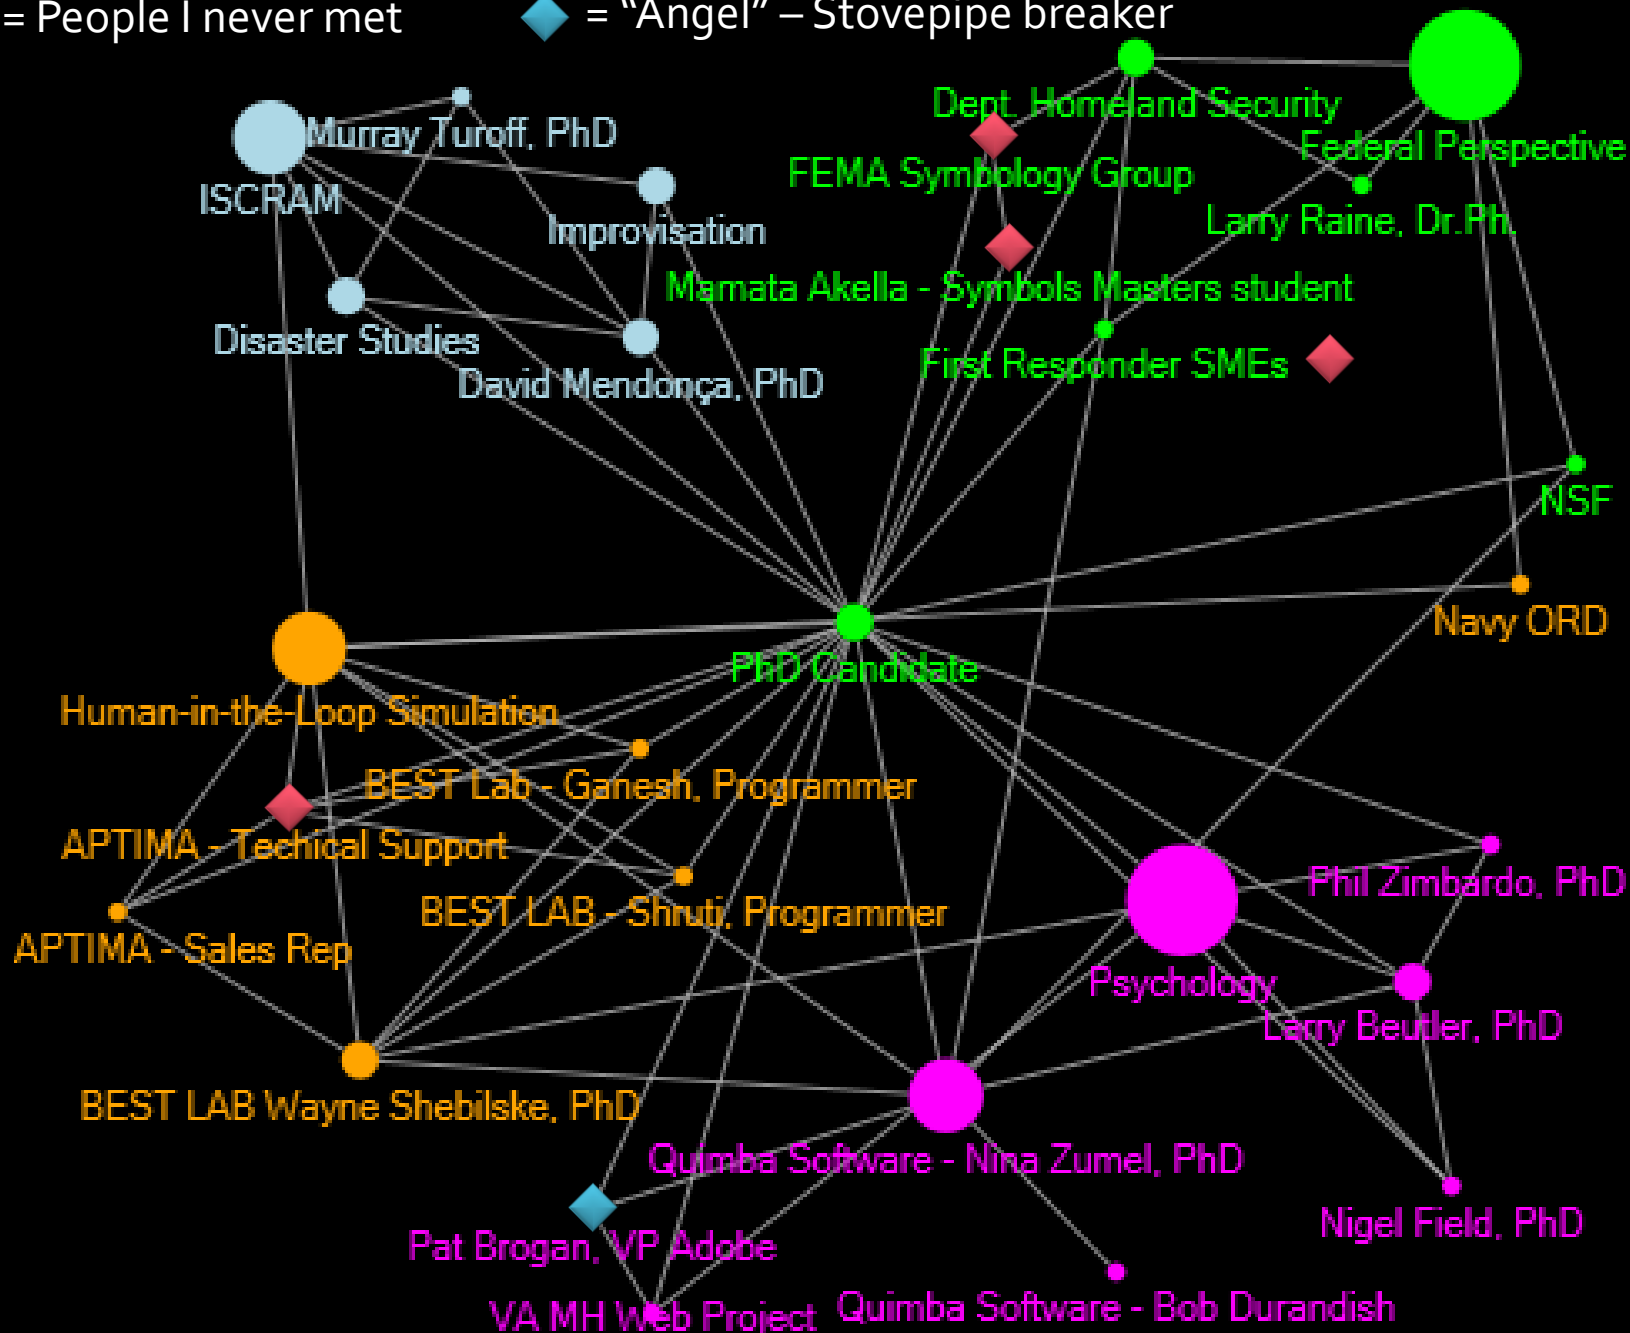 = People I never met
= “Angel” – Stovepipe breaker
Dept. Homeland Security
Murray Turoff, PhD
Federal Perspective
FEMA Symbology Group
ISCRAM
Larry Raine, Dr.Ph.
Improvisation
Mamata Akella - Symbols Masters student
Disaster Studies
First Responder SMEs
David Mendonça, PhD
NSF
Navy ORD
PhD Candidate
Human-in-the-Loop Simulation
BEST Lab - Ganesh, Programmer
APTIMA - Techical Support
Phil Zimbardo, PhD
BEST LAB - Shruti, Programmer
APTIMA - Sales Rep
Psychology
Larry Beutler, PhD
BEST LAB Wayne Shebilske, PhD
Quimba Software - Nina Zumel, PhD
Nigel Field, PhD
Pat Brogan, VP Adobe
Quimba Software - Bob Durandish
VA MH Web Project